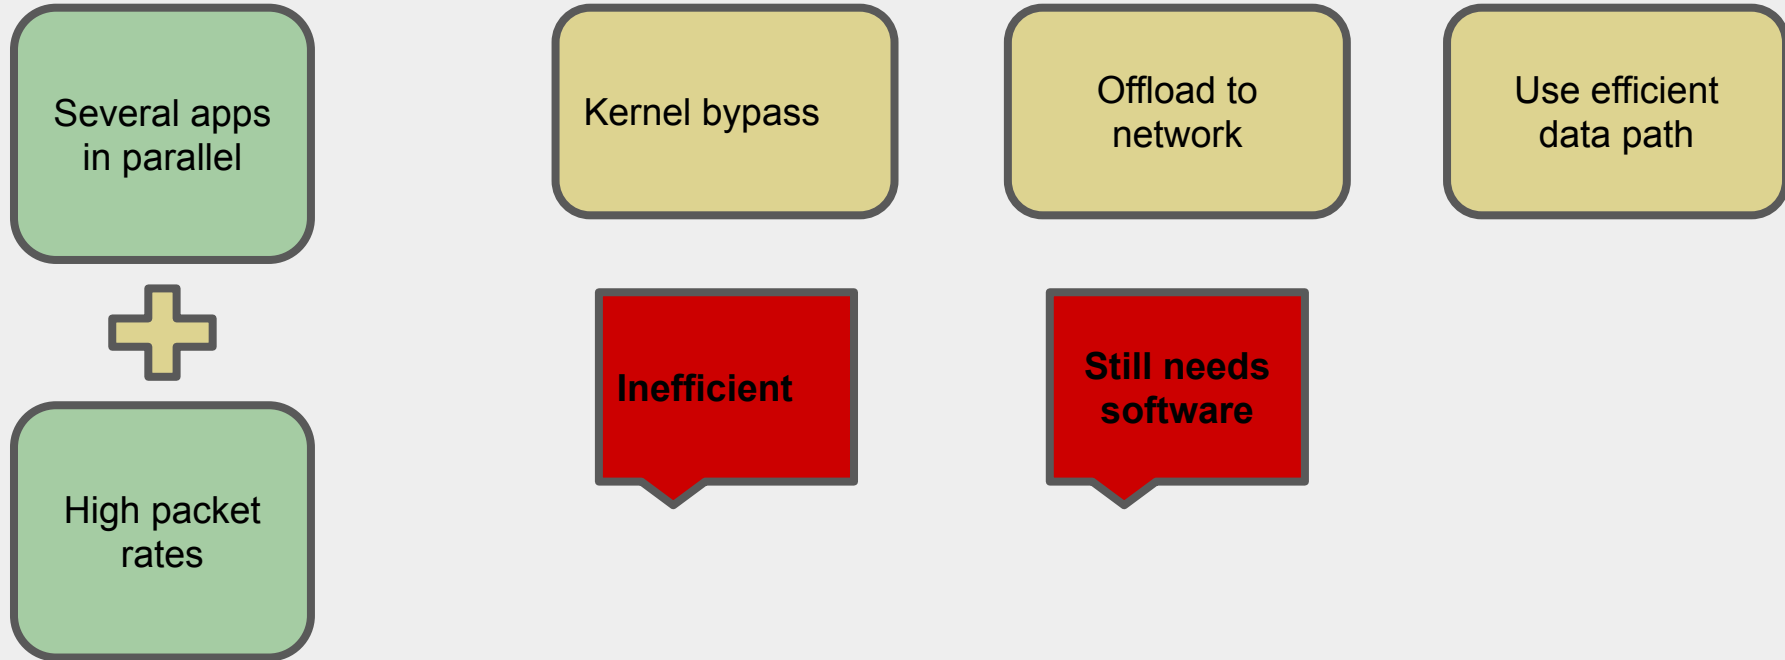 Several apps
in parallel
High packet
rates
Kernel bypass
Inefficient
Offload to
network
Still needs
software
Use efficient
data path